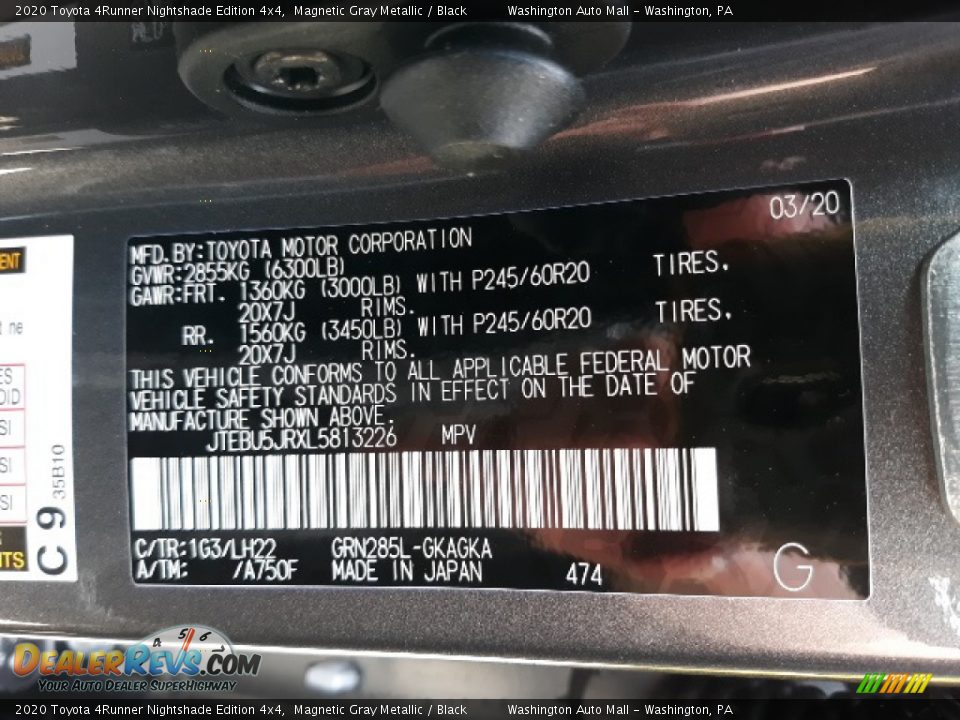 2020 Toyota 4Runner Nightshade Edition 4x4, Magnetic Gray Metallic / Black Washington Auto Mall - Washington, PA
03/20
MFD.BY:TOYOTA MOTOR CORPORATION
GVWR:2855KG (6300LB)
GAWR:FRT. 1360KG (3000LB) WITH P245/60R20 TIRES.
20X7J RIMS.
RR. 1560KG (3450LB) WITH P245/60R20 TIRES.
20X7J RIMS.
THIS VEHICLE CONFORMS TO ALL APPLICABLE FEDERAL MOTOR
VEHICLE SAFETY STANDARDS IN EFFECT ON THE DATE OF
MANUFACTURE SHOWN ABOVE.
JTEBU5JRXL5813226 MPV
C/TR:1G3/LH22 GRN285L-GKAGKA
A/TM: /A750F MADE IN JAPAN 474
G
C 9 35B10
DEALERREVS.COM
YOUR AUTO DEALER SUPERHIGHWAY
2020 Toyota 4Runner Nightshade Edition 4x4, Magnetic Gray Metallic / Black Washington Auto Mall - Washington, PA